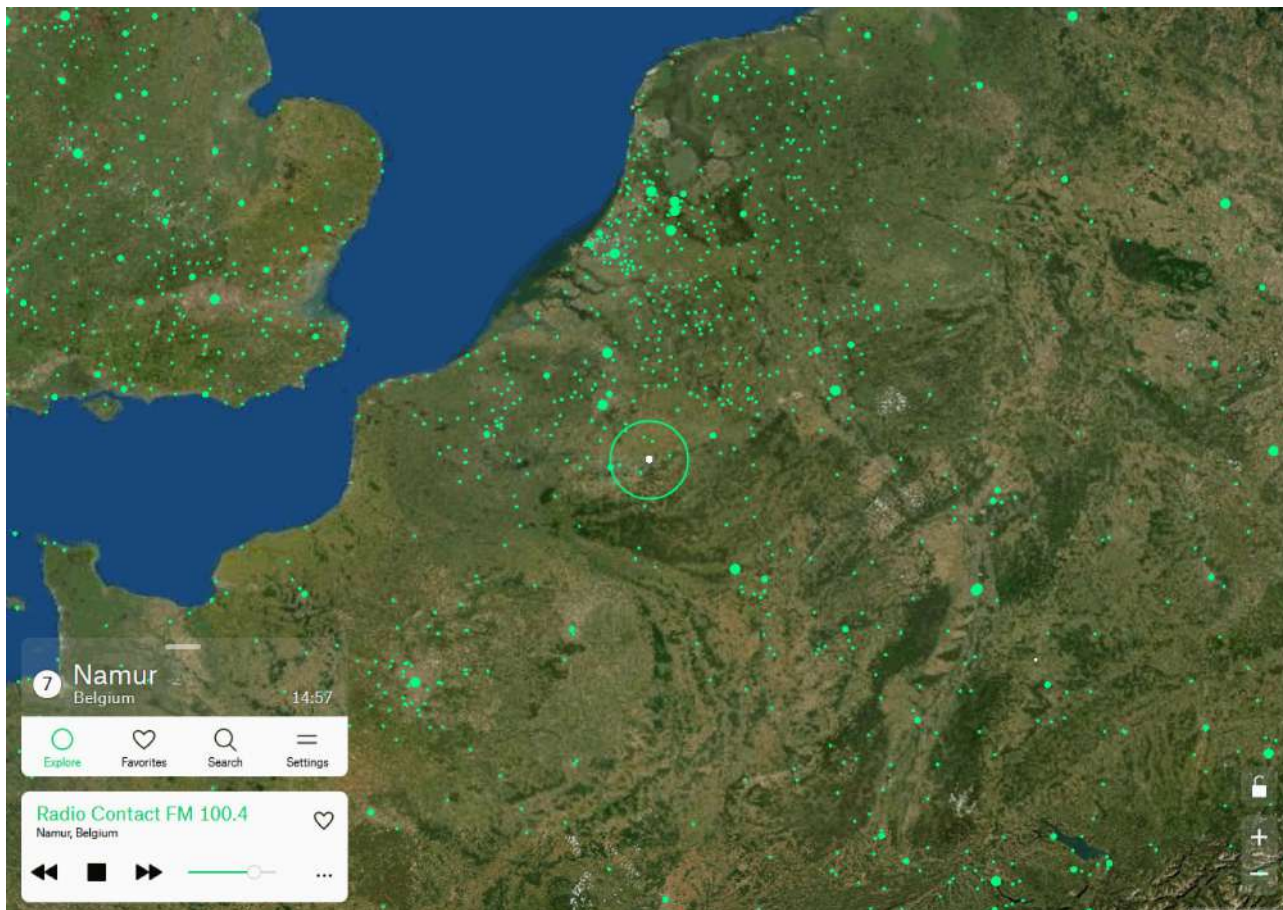 7
Namur
Belgium
14:57
Explore
Favorites
Search
Settings
Radio Contact FM 100.4
Namur, Belgium